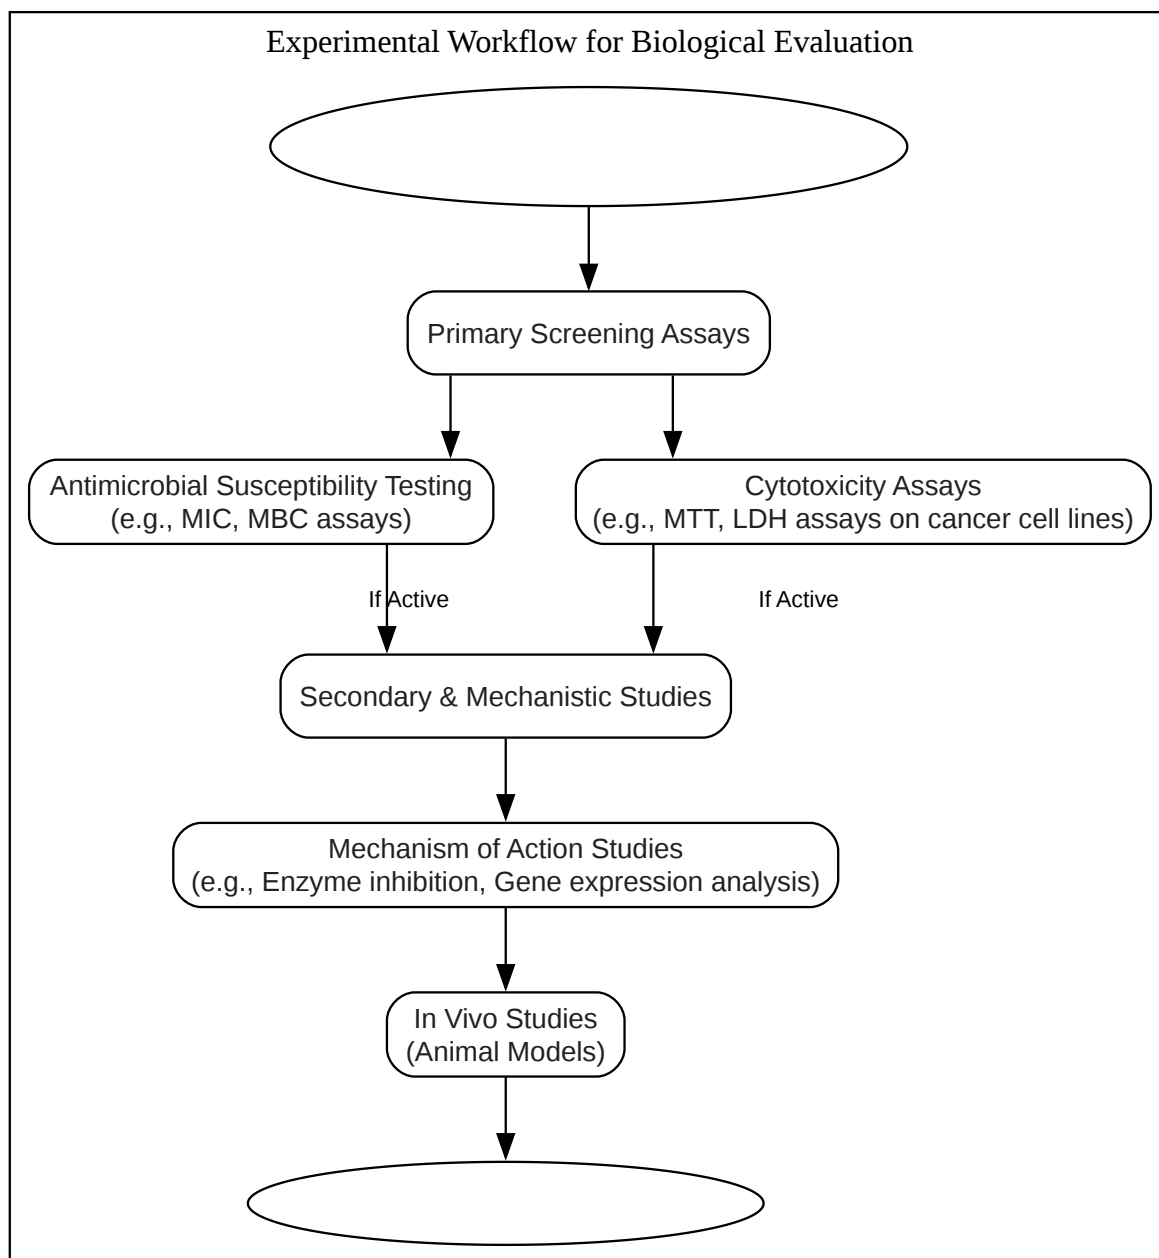 Experimental Workflow for Biological Evaluation
Primary Screening Assays
Antimicrobial Susceptibility Testing
(e.g., MIC, MBC assays)
Cytotoxicity Assays
(e.g., MTT, LDH assays on cancer cell lines)
If Active
If Active
Secondary & Mechanistic Studies
Mechanism of Action Studies
(e.g., Enzyme inhibition, Gene expression analysis)
In Vivo Studies
(Animal Models)